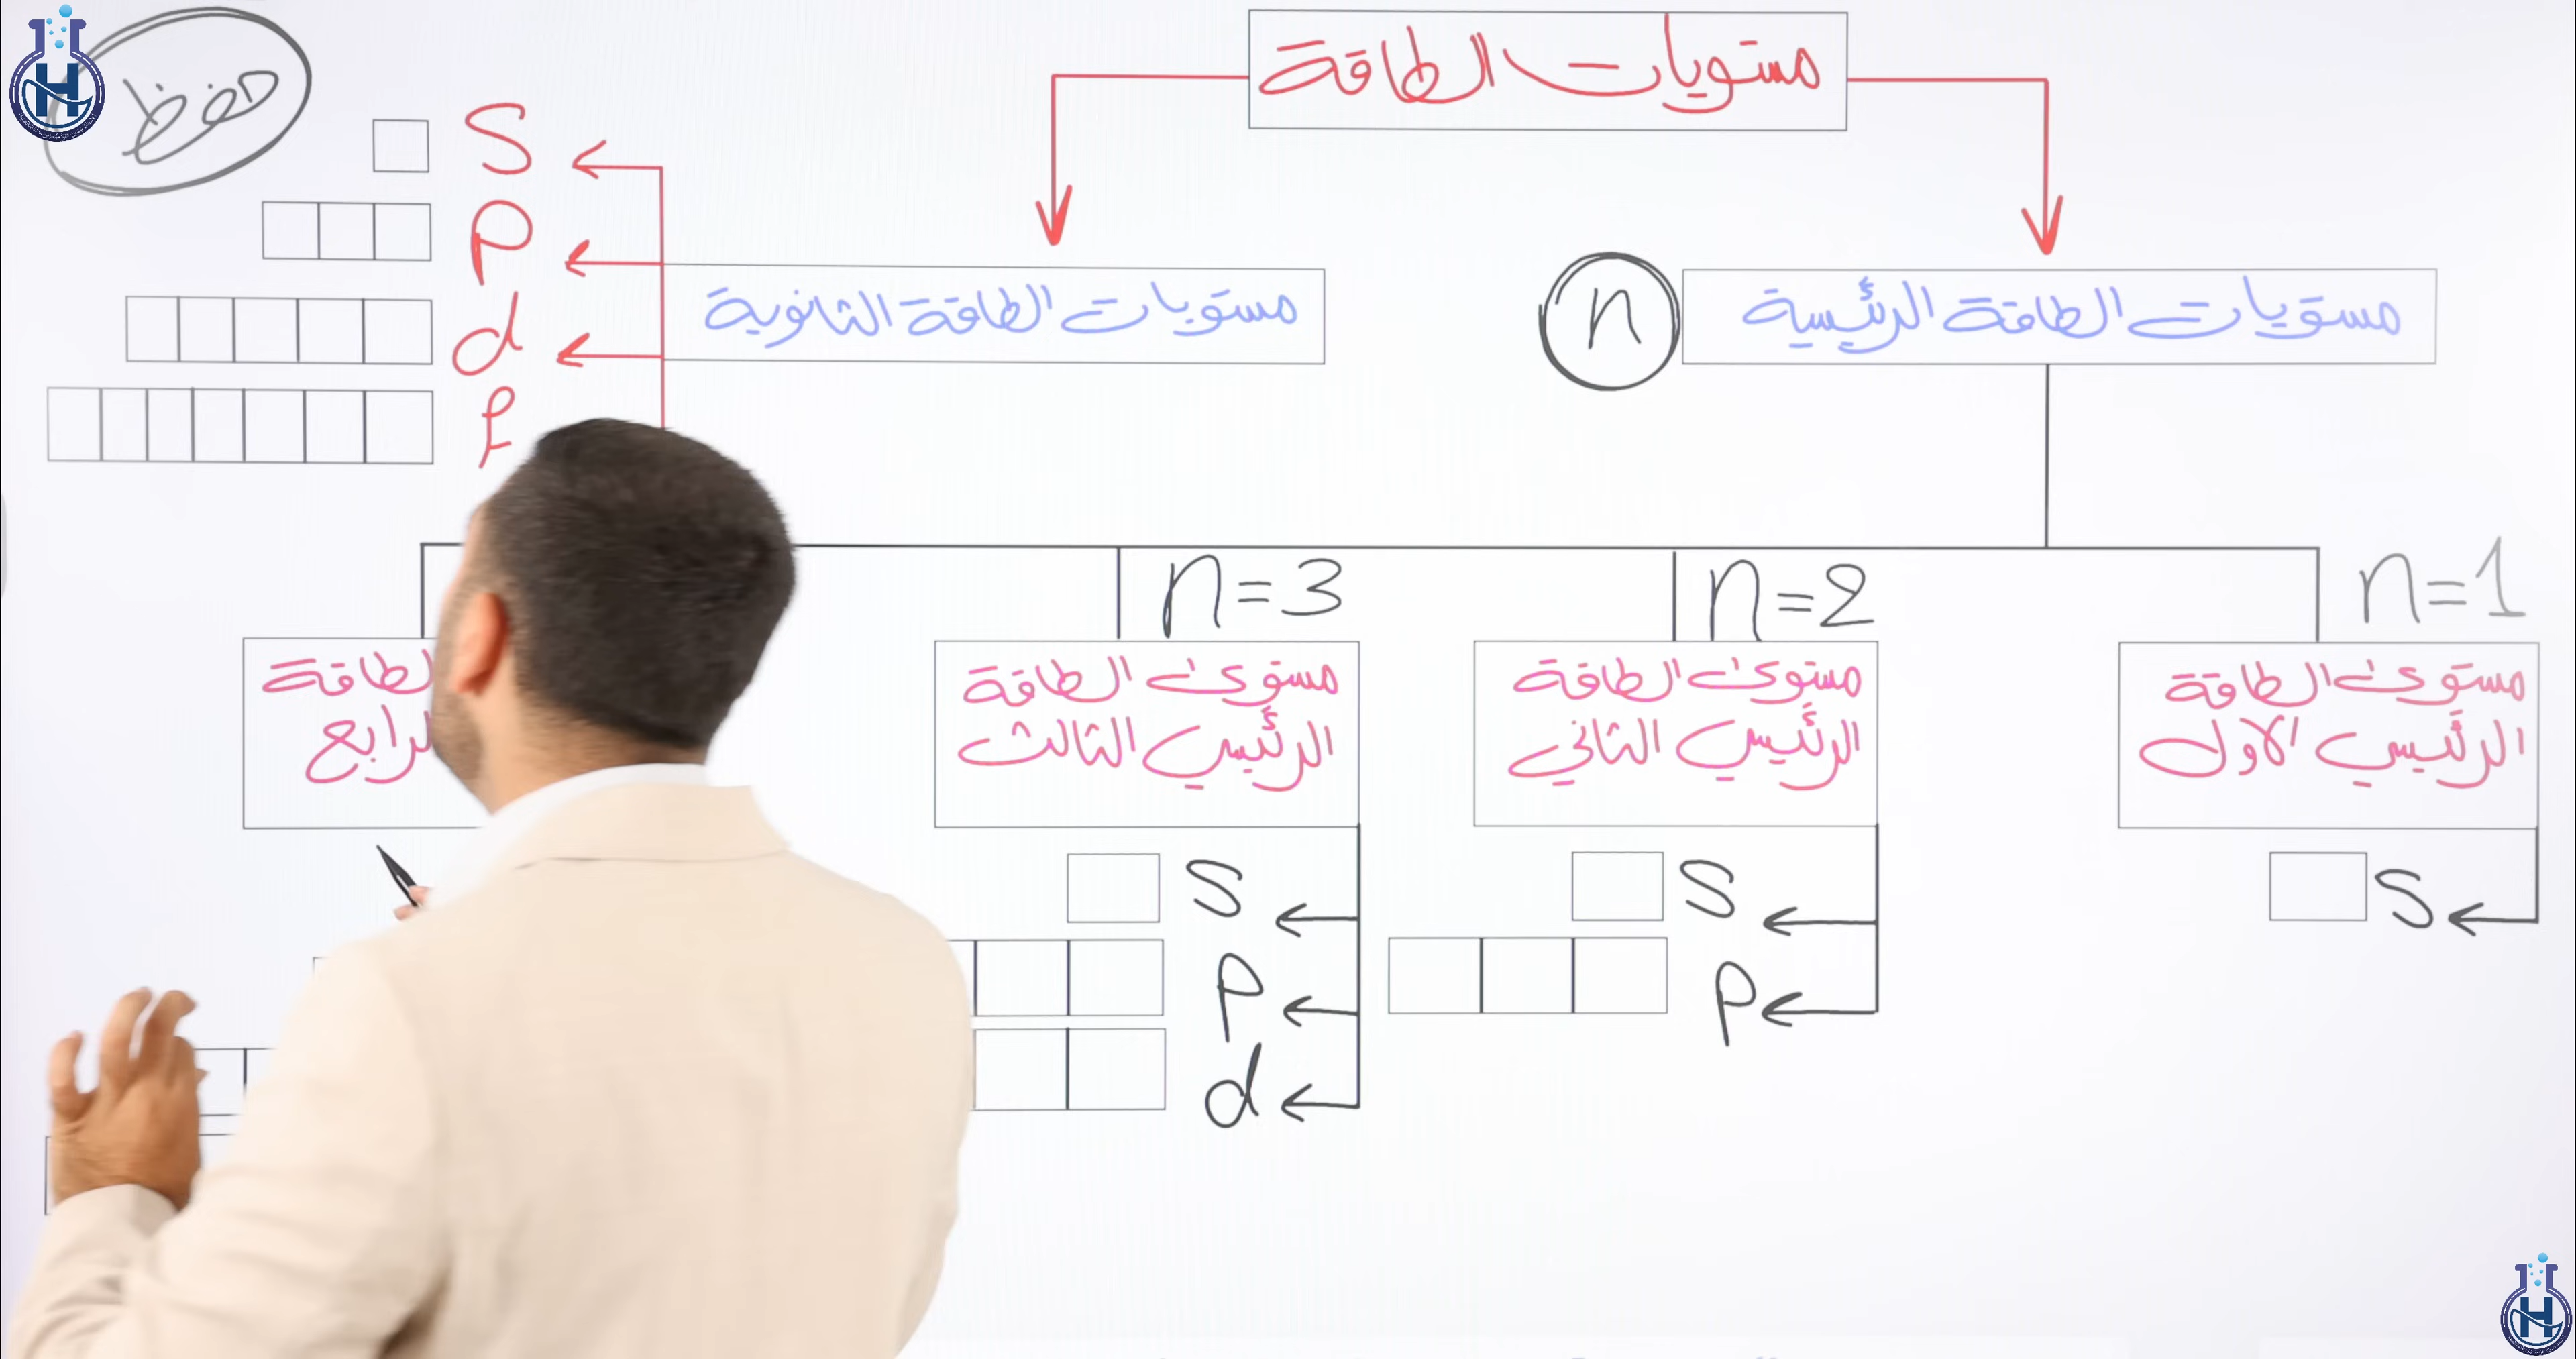 مستويات الطاقة
حفظ
S
P
d
f
مستويات الطاقة الرئسية
n
مستويات الطاقة الثانوية
n=1
مستوى الطاقة
الرئيسي الاول
S
n=2
مستوى الطاقة
الرئيسي الثاني
S
P
n=3
مستوى الطاقة
الرئيسي الثالث
S
P
d
الطاقة
الرابع
H
H